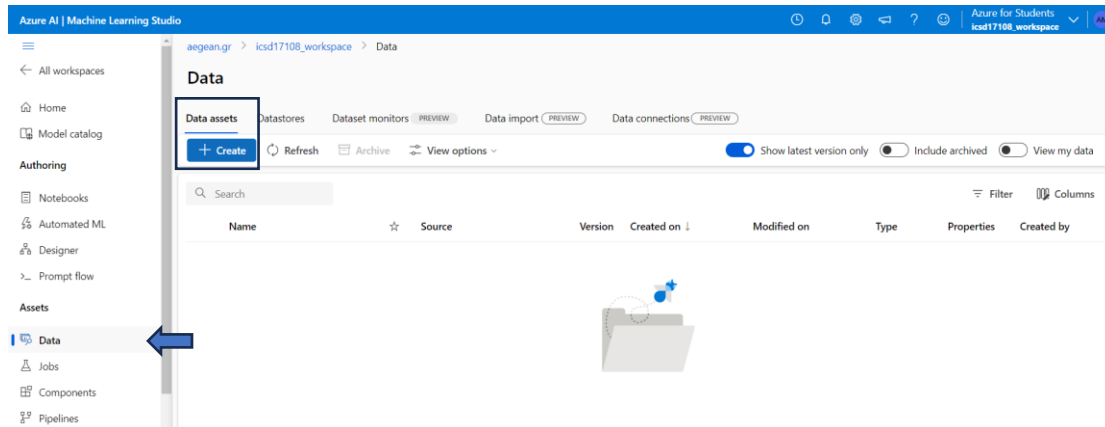 Azure AI | Machine Learning Studio
Azure for Students
icsd17108_workspace
AM
All workspaces
Home
Model catalog
Authoring
Notebooks
Automated ML
Designer
Prompt flow
Assets
Data
Jobs
Components
Pipelines
aegean.gr > icsd17108_workspace > Data
Data
Data assets Datastores Dataset monitors PREVIEW Data import PREVIEW Data connections PREVIEW
+ Create Refresh Archive View options Show latest version only Include archived View my data
Search
Filter Columns
Name Source Version Created on ↓ Modified on Type Properties Created by